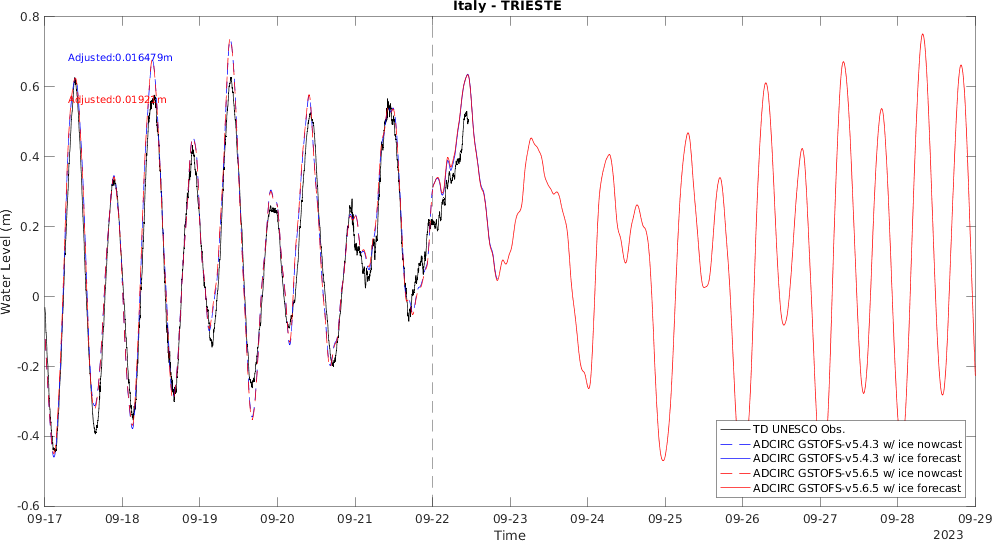 Italy - TRIESTE
0.8
0.6
0.4
0.2
0
-0.2
-0.4
-0.6
Water Level (m)
Adjusted:0.016479m
TD UNESCO Obs.
ADCIRC GSTOFS-v5.4.3 w/ ice nowcast
ADCIRC GSTOFS-v5.4.3 w/ ice forecast
ADCIRC GSTOFS-v5.6.5 w/ ice nowcast
ADCIRC GSTOFS-v5.6.5 w/ ice forecast
09-17 09-18 09-19 09-20 09-21 09-22 09-23 09-24 09-25 09-26 09-27 09-28 09-29
Time
2023